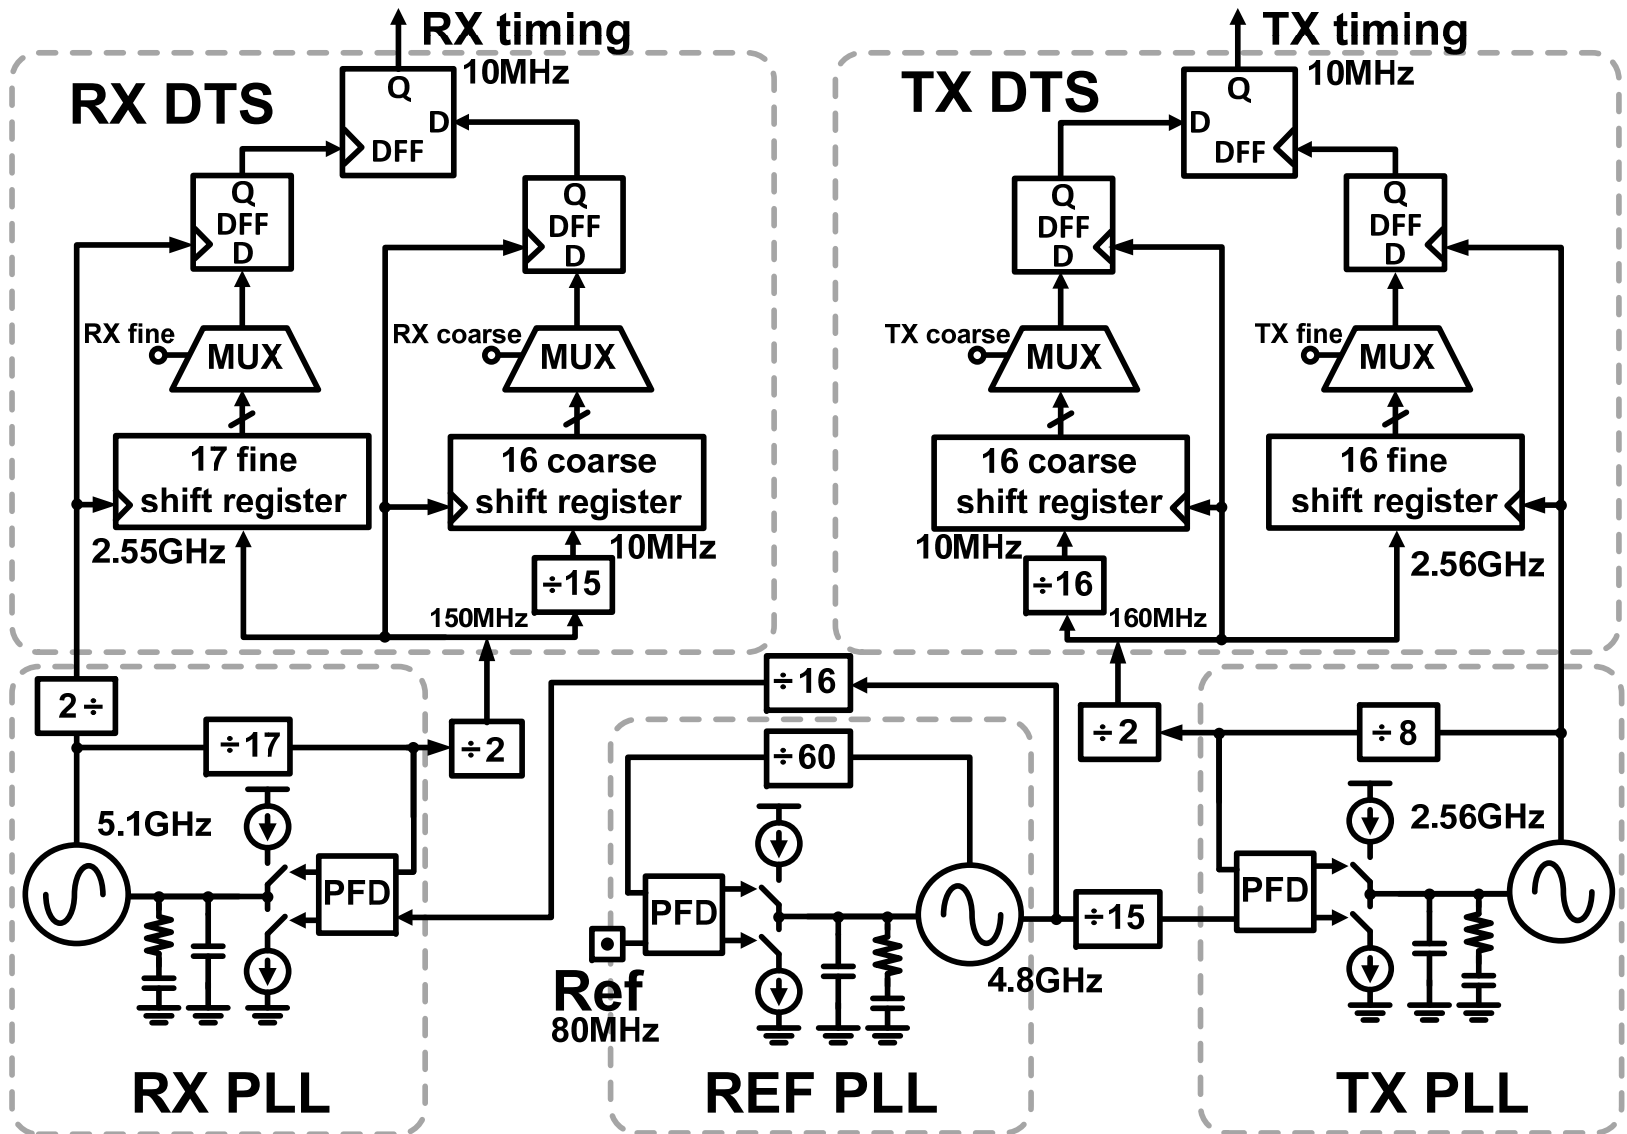 RX timing
TX timing
10MHz
10MHz
RX DTS
TX DTS
Q
D
DFF
Q
D
DFF
Q
DFF
D
Q
DFF
D
Q
DFF
D
Q
DFF
D
RX fine
MUX
RX coarse
MUX
TX coarse
MUX
TX fine
MUX
17 fine
shift register
16 coarse
shift register
16 coarse
shift register
16 fine
shift register
2.55GHz
10MHz
10MHz
2.56GHz
÷15
÷16
150MHz
160MHz
2 ÷
÷17
÷2
÷16
÷60
÷2
÷8
5.1GHz
2.56GHz
PFD
PFD
PFD
÷15
Ref
80MHz
4.8GHz
RX PLL
REF PLL
TX PLL